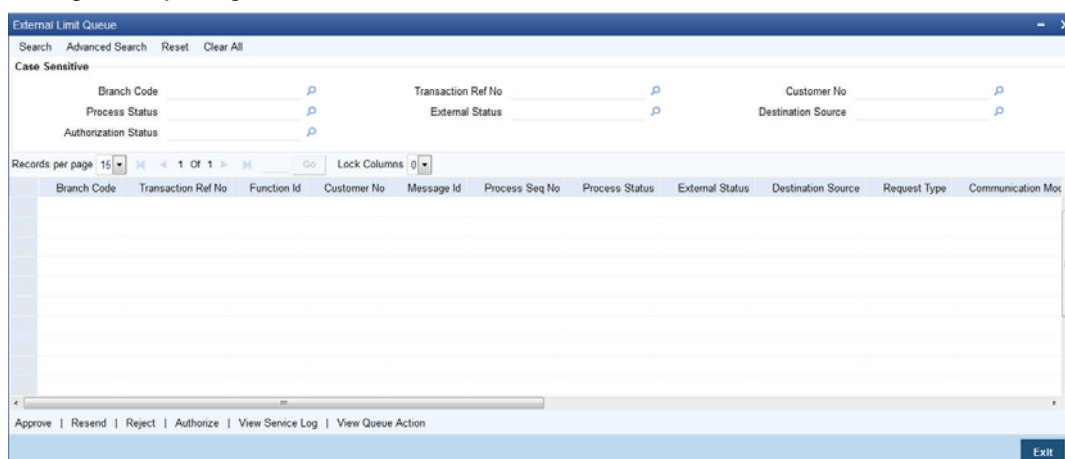 External Limit Queue
Search Advanced Search Reset Clear All
Case Sensitive
Branch Code Transaction Ref No Customer No
Process Status External Status Destination Source
Authorization Status
Records per page 15 1 Of 1 Go Lock Columns 0
Branch Code Transaction Ref No Function Id Customer No Message Id Process Seq No Process Status External Status Destination Source Request Type Communication Moc
Approve | Resend | Reject | Authorize | View Service Log | View Queue Action
Exit